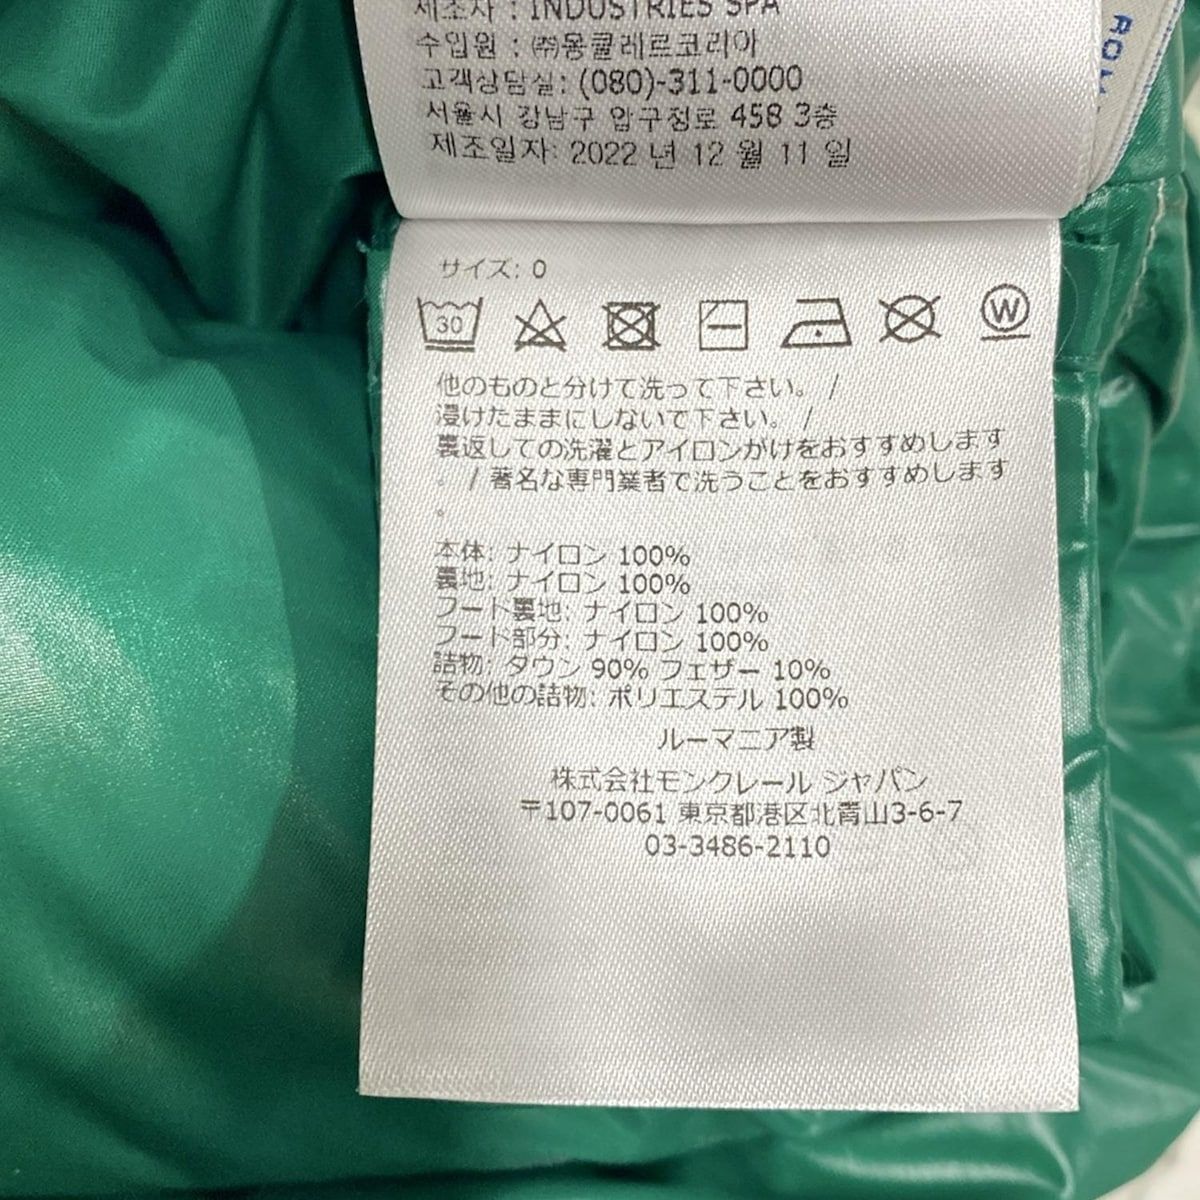 제조자 : INDUSTRIES SPA
수입원 : ㈜몽클레르코리아
고객상담실: (080)-311-0000
서울시 강남구 압구정로 458 3층
제조일자: 2022 년 12 월 11 일
サイズ: 0
30
W
他のものと分けて洗って下さい。 /
浸けたままにしないで下さい。 /
裏返しての洗濯とアイロンがけをおすすめします
。 / 著名な専門業者で洗うことをおすすめします
。
本体: ナイロン 100%
裏地: ナイロン 100%
フード裏地: ナイロン 100%
フード部分: ナイロン 100%
詰物: ダウン 90% フェザー 10%
その他の詰物: ポリエステル 100%
ルーマニア製
株式会社モンクレール ジャパン
〒107-0061 東京都港区北青山3-6-7
03-3486-2110